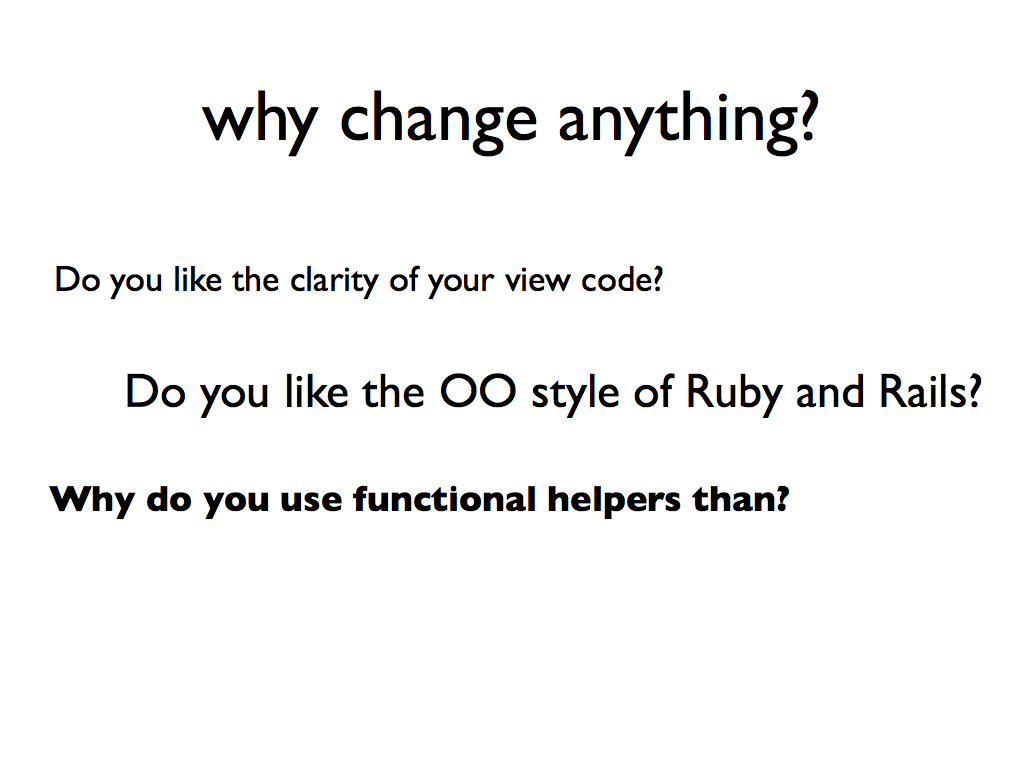 why change anything?
Do you like the clarity of your view code?
Do you like the OO style of Ruby and Rails?
Why do you use functional helpers than?